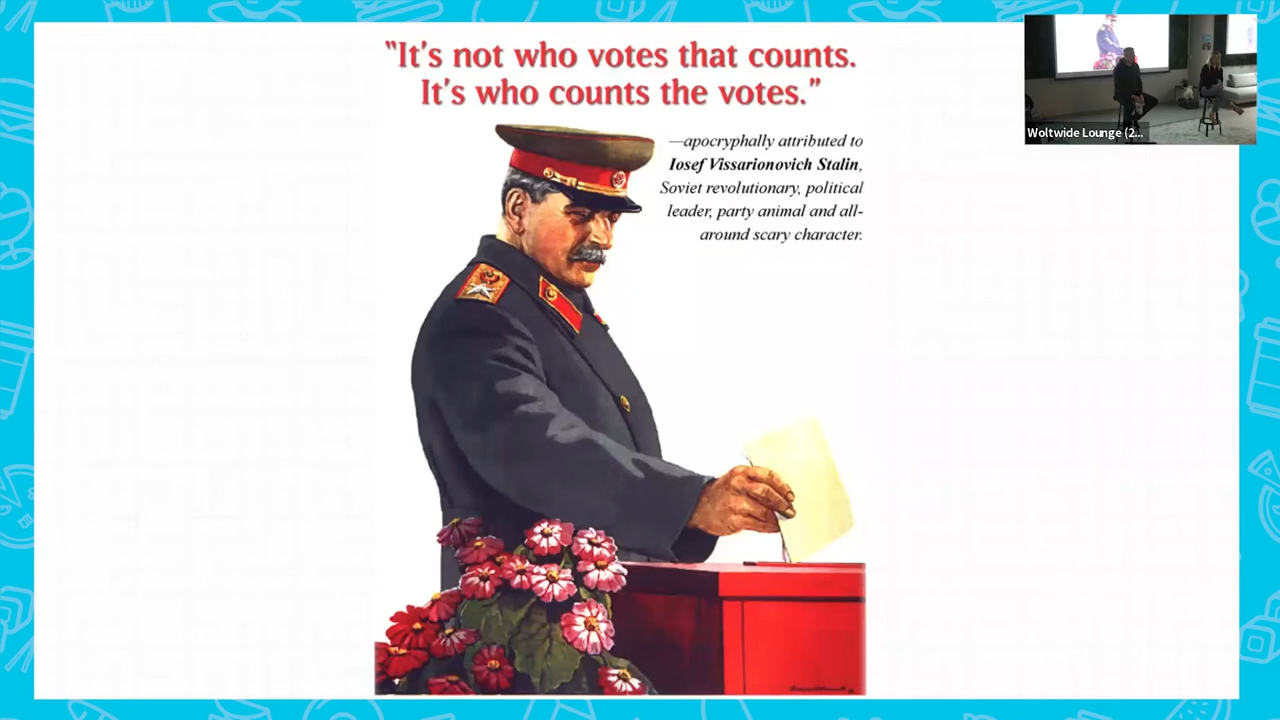 "It's not who votes that counts.
It's who counts the votes."
—apocryphally attributed to
Iosef Vissarionovich Stalin,
Soviet revolutionary, political
leader, party animal and all-
around scary character.
Woltwide Lounge (2...